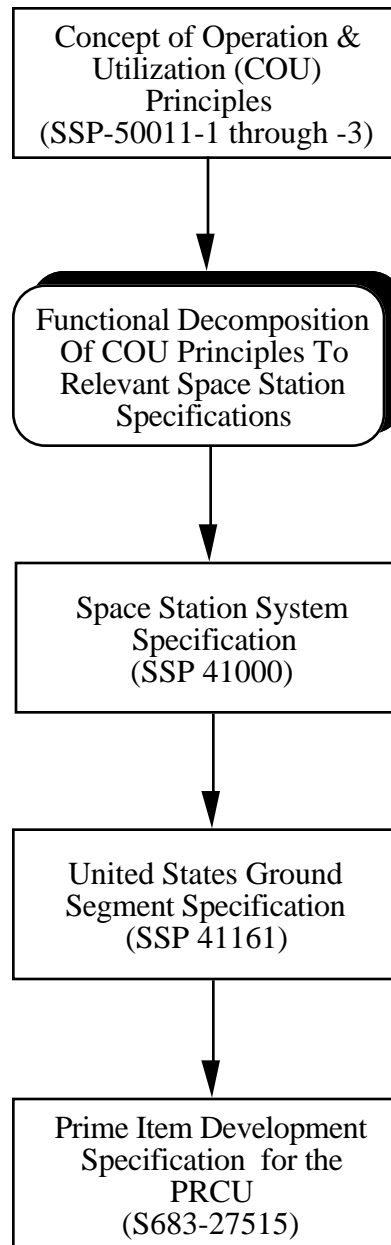 Concept of Operation &
Utilization (COU)
Principles
(SSP-50011-1 through -3)
Functional Decomposition
Of COU Principles To
Relevant Space Station
Specifications
Space Station System
Specification
(SSP 41000)
United States Ground
Segment Specification
(SSP 41161)
Prime Item Development
Specification for the
PRCU
(S683-27515)